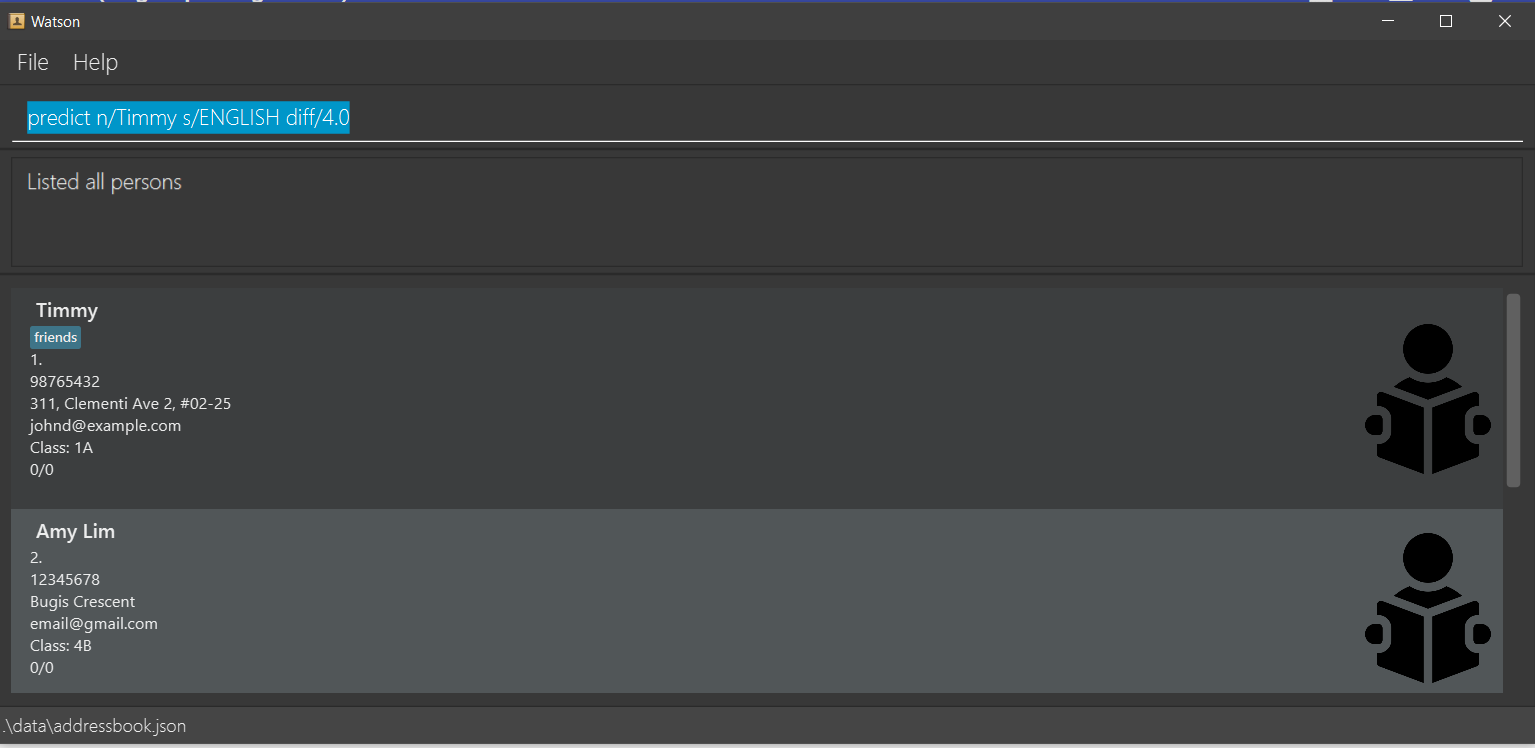 Watson
File Help
predict n/Timmy s/ENGLISH diff/4.0
Listed all persons
Timmy
friends
1.
98765432
311, Clementi Ave 2, #02-25
johnd@example.com
Class: 1A
0/0
Amy Lim
2.
12345678
Bugis Crescent
email@gmail.com
Class: 4B
0/0
.\data\addressbook.json